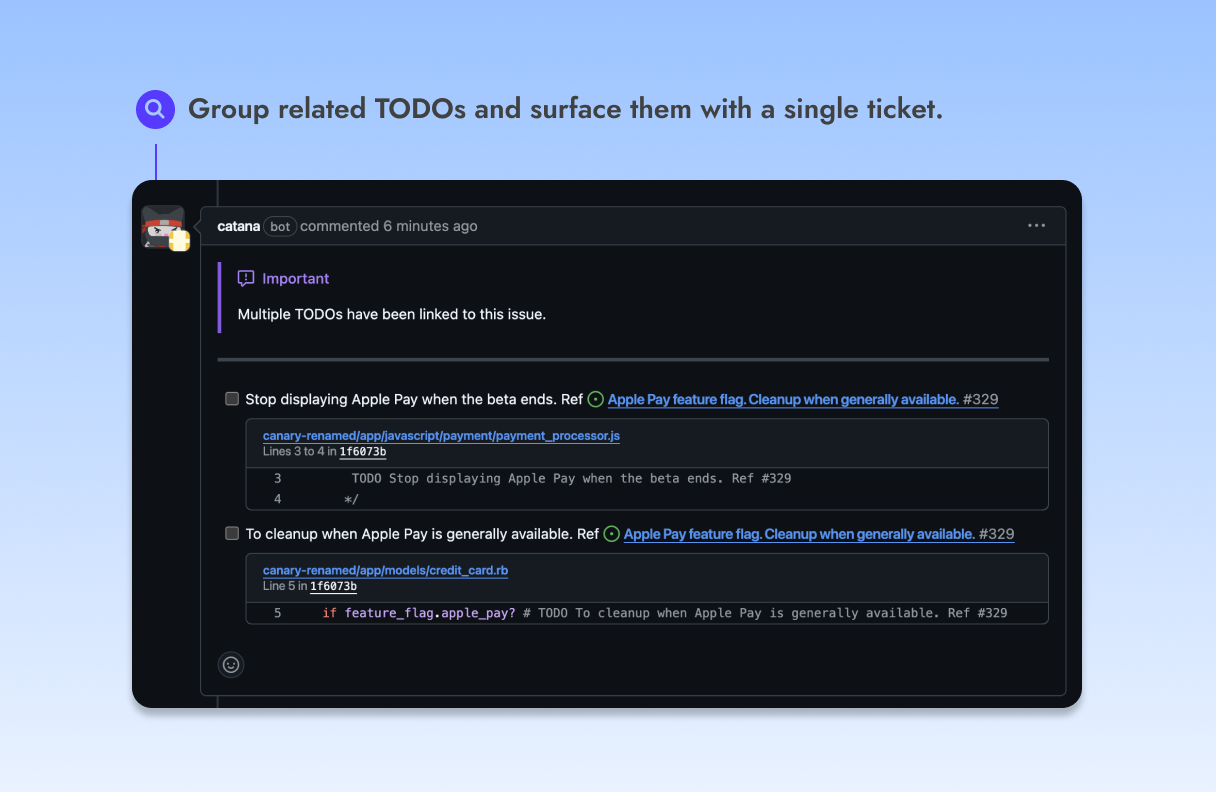 Group related TODOs and surface them with a single ticket.
catana bot commented 6 minutes ago
Important
Multiple TODOs have been linked to this issue.
Stop displaying Apple Pay when the beta ends. Ref Apple Pay feature flag. Cleanup when generally available. #329
canary-renamed/app/javascript/payment/payment_processor.js
Lines 3 to 4 in 1f6073b
3 TODO Stop displaying Apple Pay when the beta ends. Ref #329
4 */
To cleanup when Apple Pay is generally available. Ref Apple Pay feature flag. Cleanup when generally available. #329
canary-renamed/app/models/credit_card.rb
Line 5 in 1f6073b
5 if feature_flag.apple_pay? # TODO To cleanup when Apple Pay is generally available. Ref #329